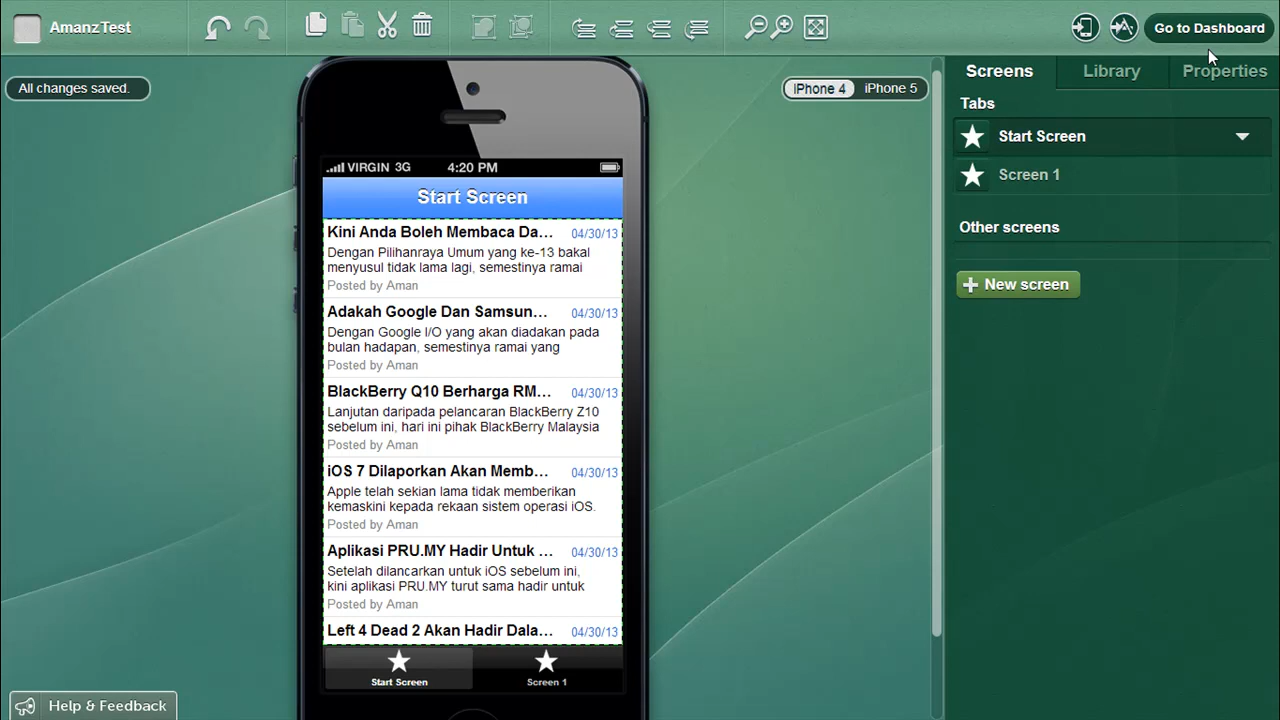 AmanzTest
Go to Dashboard
All changes saved.
iPhone 4
iPhone 5
Screens
Library
Properties
Tabs
Start Screen
Screen 1
Other screens
New screen
VIRGIN 3G
4:20 PM
Start Screen
Kini Anda Boleh Membaca Da... 04/30/13
Dengan Pilihanraya Umum yang ke-13 bakal
menyusul tidak lama lagi, semestinya ramai
Posted by Aman
Adakah Google Dan Samsun... 04/30/13
Dengan Google I/O yang akan diadakan pada
bulan hadapan, semestinya ramai yang
Posted by Aman
BlackBerry Q10 Berharga RM... 04/30/13
Lanjutan daripada pelancaran BlackBerry Z10
sebelum ini, hari ini pihak BlackBerry Malaysia
Posted by Aman
iOS 7 Dilaporkan Akan Memb... 04/30/13
Apple telah sekian lama tidak memberikan
kemaskini kepada rekaan sistem operasi iOS.
Posted by Aman
Aplikasi PRU.MY Hadir Untuk ... 04/30/13
Setelah dilancarkan untuk iOS sebelum ini,
kini aplikasi PRU.MY turut sama hadir untuk
Posted by Aman
Left 4 Dead 2 Akan Hadir Dala... 04/30/13
Start Screen
Screen 1
Help & Feedback